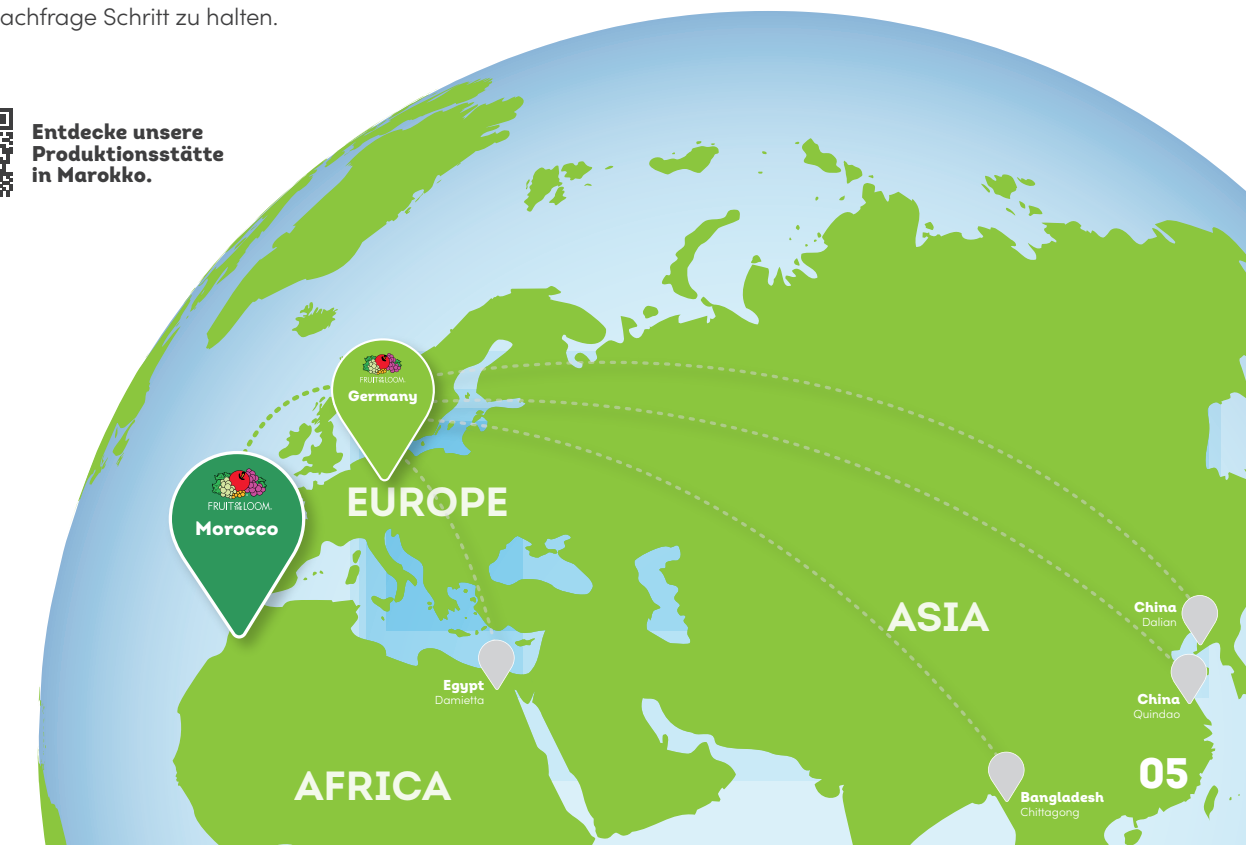 achfrage Schritt zu halten.
Entdecke unsere
Produktionsstätte
in Marokko.
FRUIT OF THE LOOM
Germany
FRUIT OF THE LOOM.
Morocco
EUROPE
ASIA
China
Dalian
Egypt
Damietta
China
Quindao
AFRICA
05
Bangladesh
Chittagong